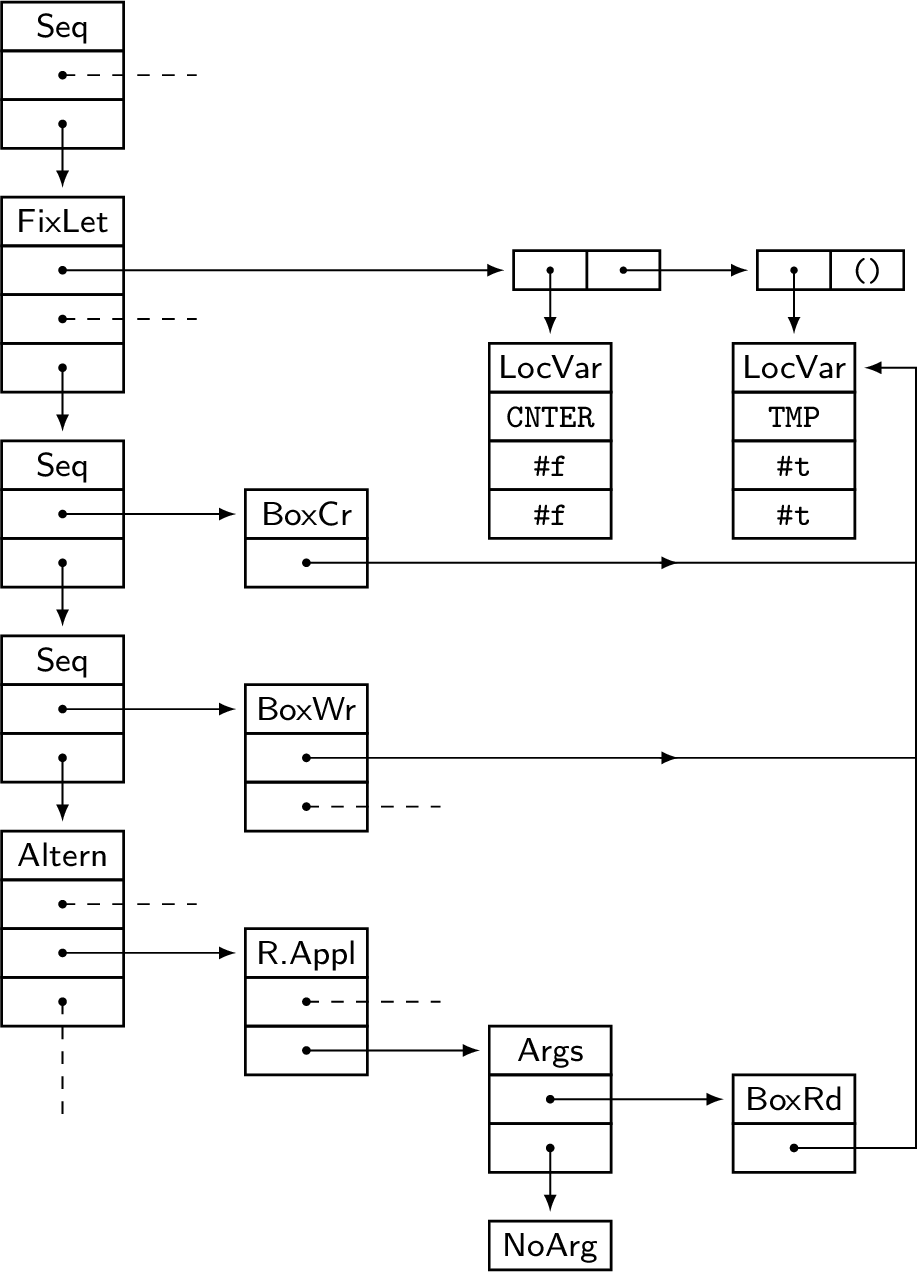 Seq
FixLet
()
LocVar
CNTER
#f
#f
LocVar
TMP
#t
#t
Seq
BoxCr
Seq
BoxWr
Altern
R.Appl
Args
BoxRd
NoArg